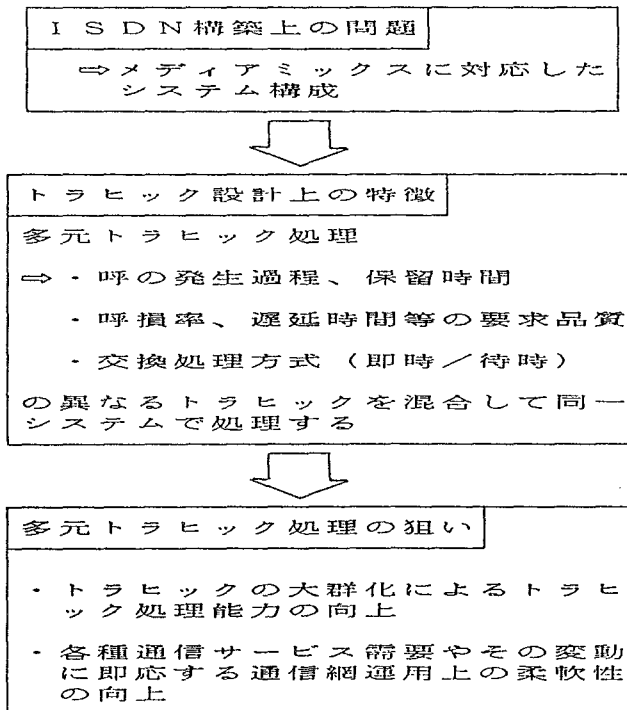 ISDN構築上の問題
⇨メディアミックスに対応した
システム構成
トラヒック設計上の特徴
多元トラヒック処理
⇨・呼の発生過程、保留時間
・呼損率、遅延時間等の要求品質
・交換処理方式（即時／待時）
の異なるトラヒックを混合して同一
システムで処理する
多元トラヒック処理の狙い
・トラヒックの大群化によるトラヒ
ック処理能力の向上
・各種通信サービス需要やその変動
に即応する通信網運用上の柔軟性
の向上